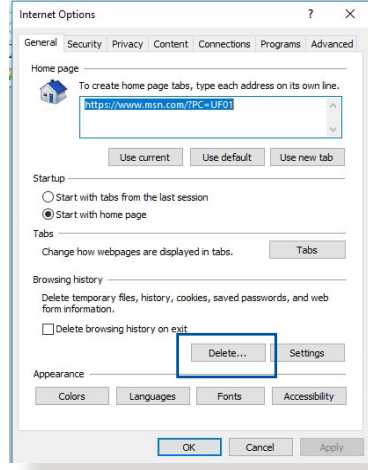 Internet Options ? X
General Security Privacy Content Connections Programs Advanced
Home page
To create home page tabs, type each address on its own line.
https://www.msn.com/?PC=UF01
Use current Use default Use new tab
Startup
Start with tabs from the last session
Start with home page
Tabs
Change how webpages are displayed in tabs. Tabs
Browsing history
Delete temporary files, history, cookies, saved passwords, and web
form information.
Delete browsing history on exit
Delete... Settings
Appearance
Colors Languages Fonts Accessibility
OK Cancel Apply